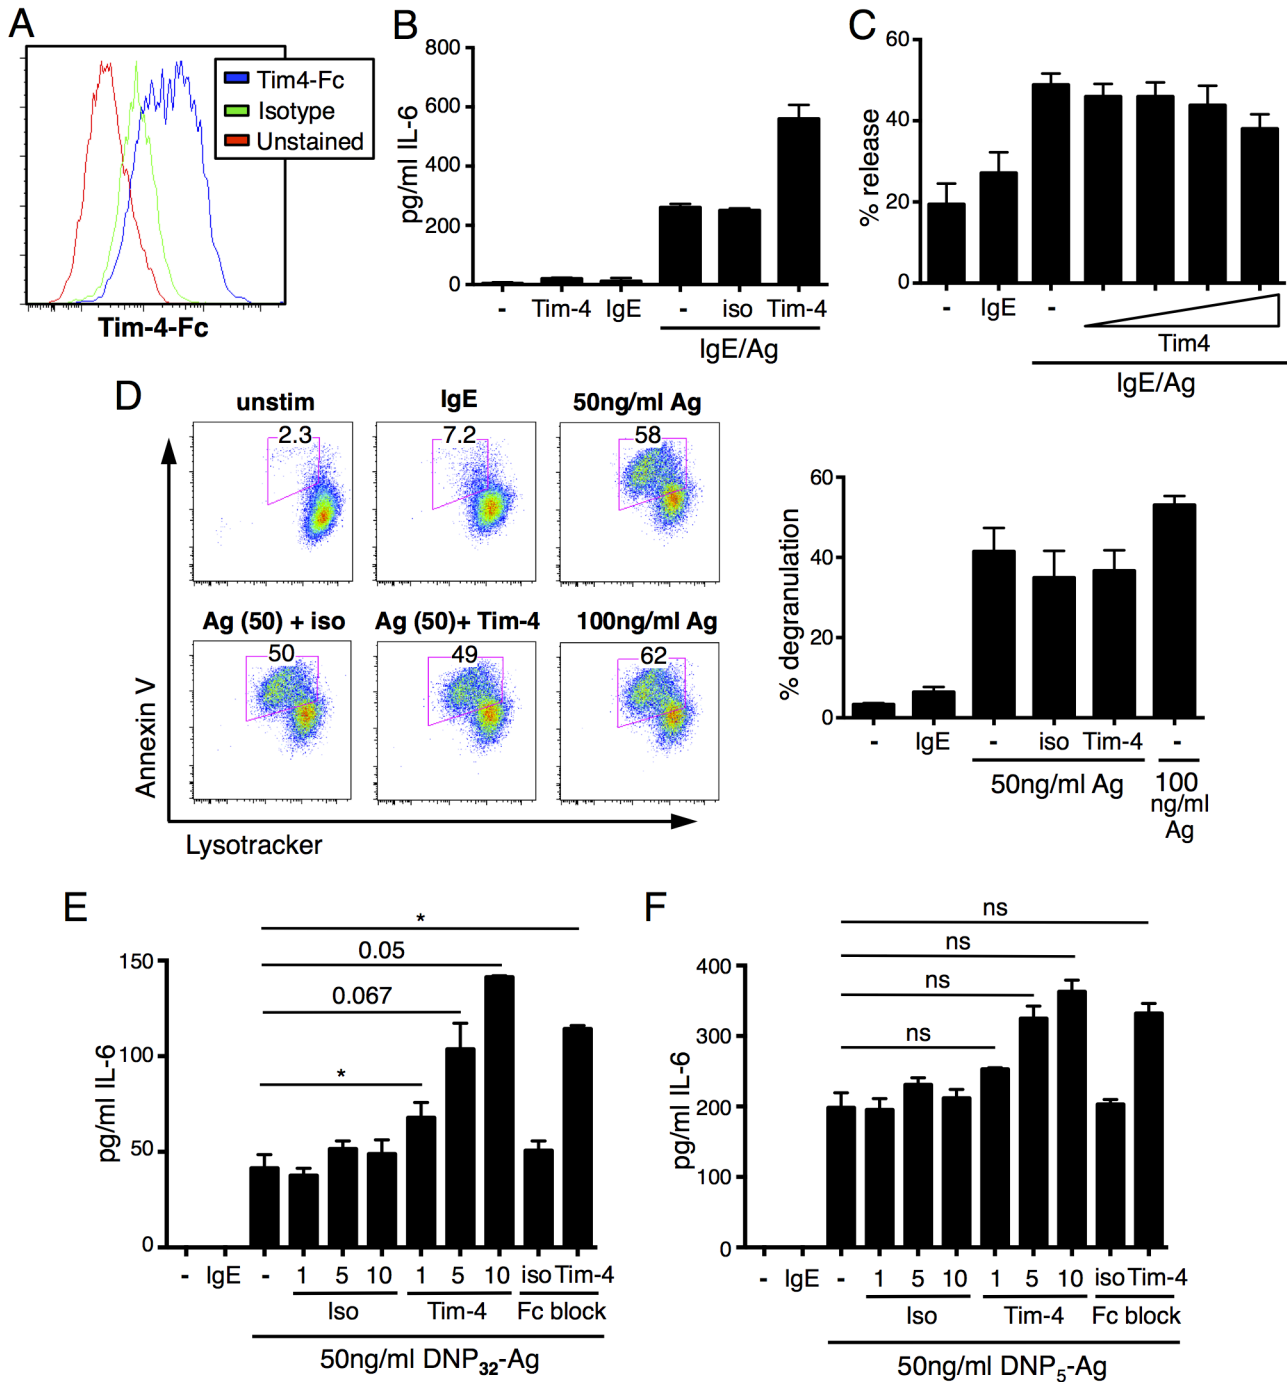 A
Tim4-Fc
Isotype
Unstained
Tim-4-Fc
B
pg/ml IL-6
800
600
400
200
0
- Tim-4 IgE - iso Tim-4
IgE/Ag
C
% release
60
40
20
0
- IgE -
Tim4
IgE/Ag
D
unstim
2.3
IgE
7.2
50ng/ml Ag
58
Ag (50) + iso
50
Ag (50)+ Tim-4
49
100ng/ml Ag
62
Annexin V
Lysotracker
% degranulation
60
40
20
0
- IgE - iso Tim-4 -
50ng/ml Ag
100
ng/ml
Ag
E
*
0.05
0.067
*
pg/ml IL-6
150
100
50
0
- IgE - 1 5 10 1 5 10 iso Tim-4
Iso Tim-4 Fc block
50ng/ml DNP32-Ag
F
ns
ns
ns
ns
pg/ml IL-6
400
300
200
100
0
- IgE - 1 5 10 1 5 10 iso Tim-4
Iso Tim-4 Fc block
50ng/ml DNP5-Ag